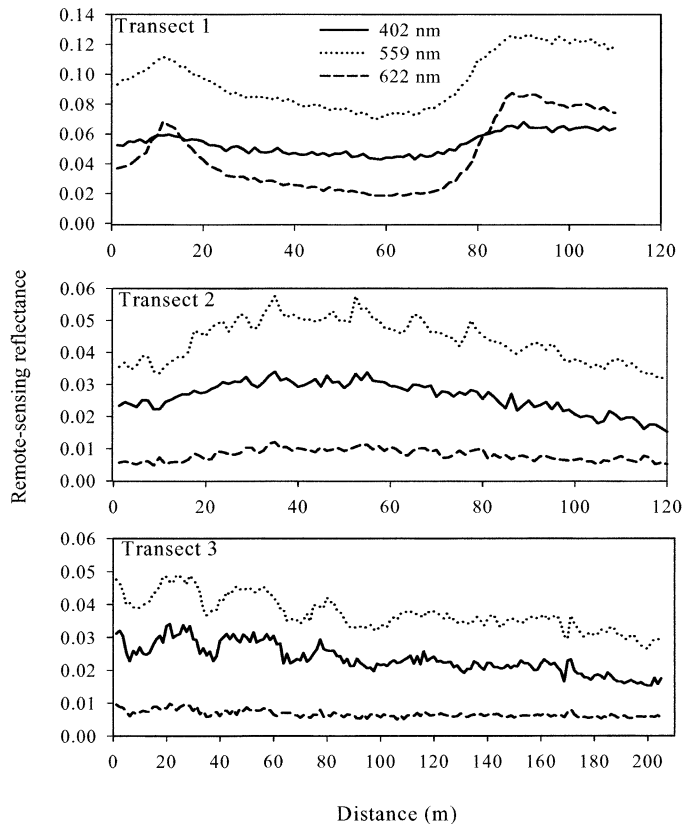 Transect 1
402 nm
559 nm
622 nm
0.14
0.12
0.10
0.08
0.06
0.04
0.02
0.00
0 20 40 60 80 100 120
Remote-sensing reflectance
Transect 2
0.06
0.05
0.04
0.03
0.02
0.01
0.00
0 20 40 60 80 100 120
Transect 3
0.06
0.05
0.04
0.03
0.02
0.01
0.00
0 20 40 60 80 100 120 140 160 180 200
Distance (m)